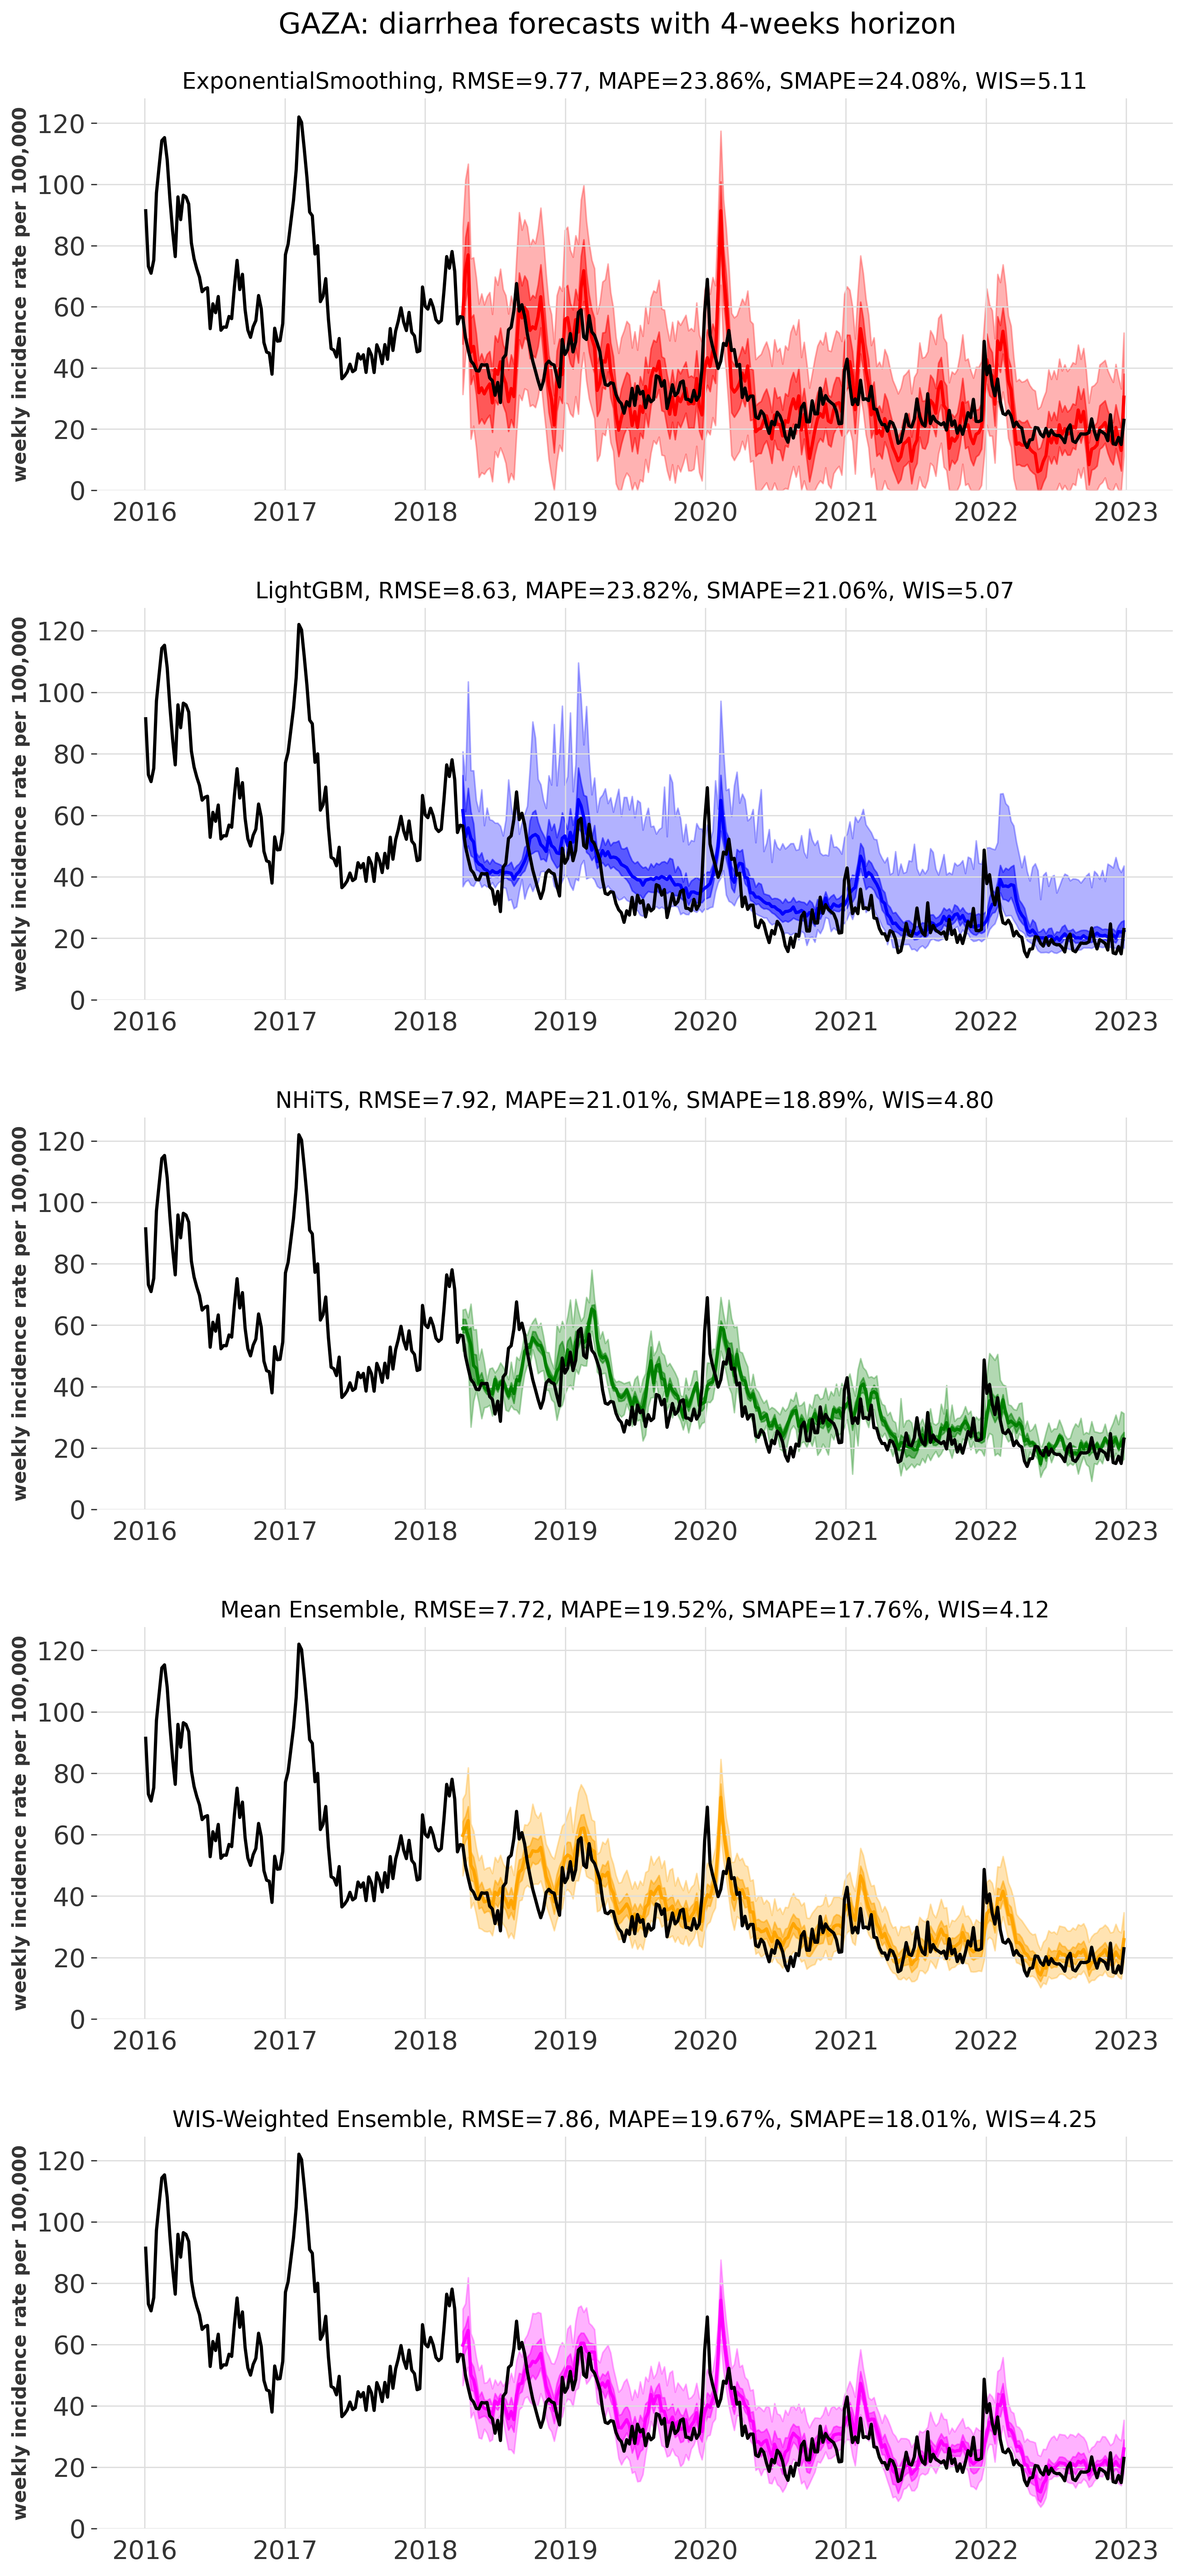 GAZA: diarrhea forecasts with 4-weeks horizon
ExponentialSmoothing, RMSE=9.77, MAPE=23.86%, SMAPE=24.08%, WIS=5.11
weekly incidence rate per 100,000
120
100
80
60
40
20
0
2016 2017 2018 2019 2020 2021 2022 2023
LightGBM, RMSE=8.63, MAPE=23.82%, SMAPE=21.06%, WIS=5.07
weekly incidence rate per 100,000
120
100
80
60
40
20
0
2016 2017 2018 2019 2020 2021 2022 2023
NHiTS, RMSE=7.92, MAPE=21.01%, SMAPE=18.89%, WIS=4.80
weekly incidence rate per 100,000
120
100
80
60
40
20
0
2016 2017 2018 2019 2020 2021 2022 2023
Mean Ensemble, RMSE=7.72, MAPE=19.52%, SMAPE=17.76%, WIS=4.12
weekly incidence rate per 100,000
120
100
80
60
40
20
0
2016 2017 2018 2019 2020 2021 2022 2023
WIS-Weighted Ensemble, RMSE=7.86, MAPE=19.67%, SMAPE=18.01%, WIS=4.25
weekly incidence rate per 100,000
120
100
80
60
40
20
0
2016 2017 2018 2019 2020 2021 2022 2023